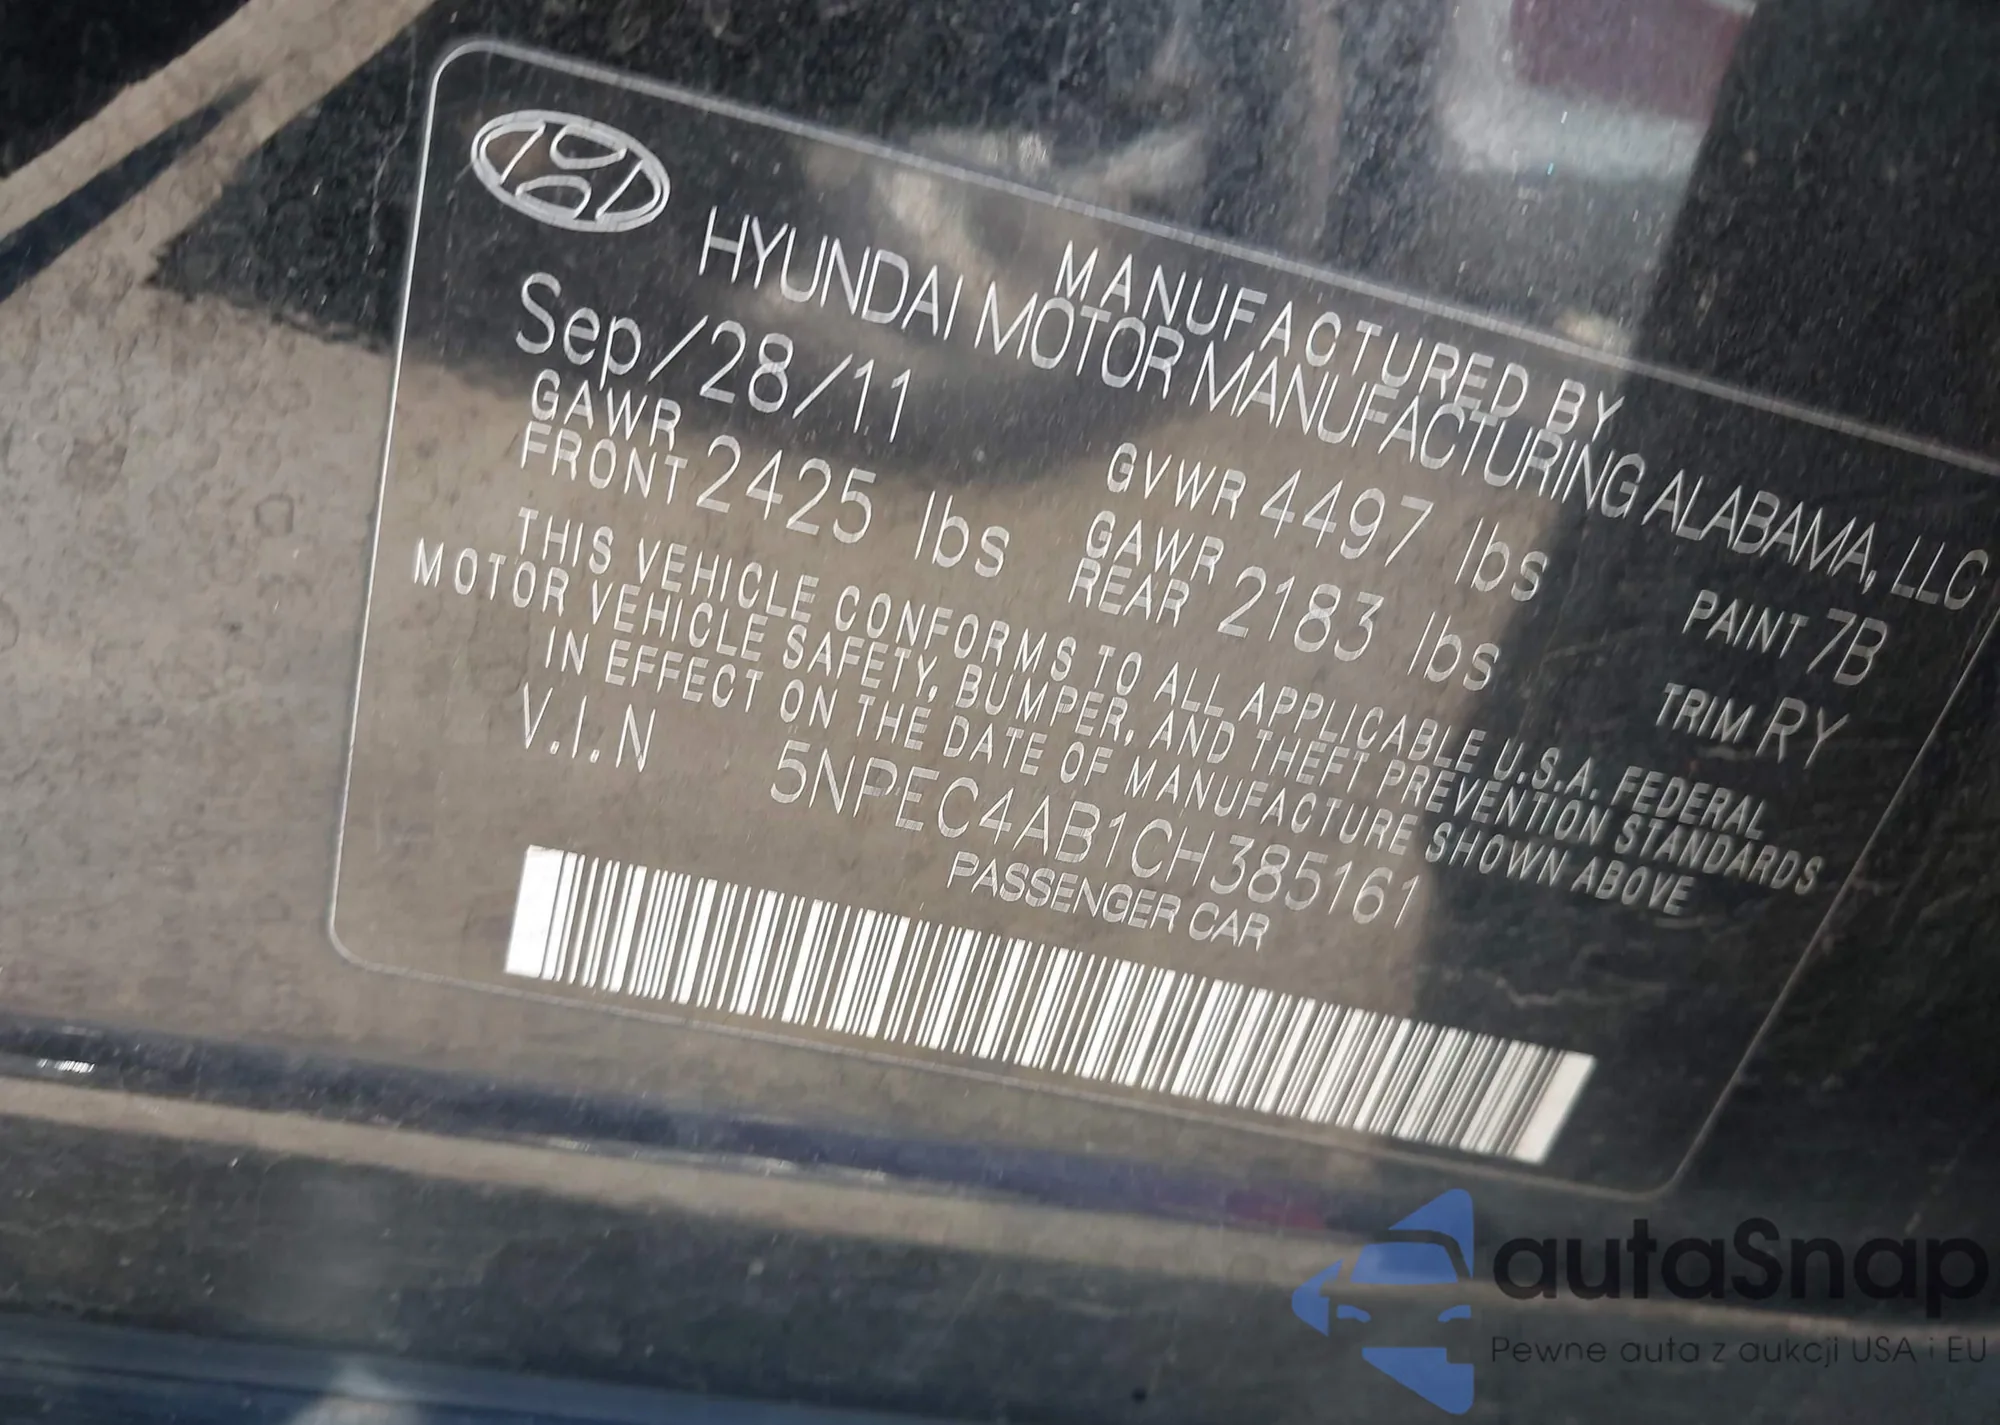 MANUFACTURED BY
HYUNDAI MOTOR MANUFACTURING ALABAMA, LLC
Sep/28/11
GVWR 4497 lbs
PAINT 7B
GAWR FRONT 2425 lbs
GAWR REAR 2183 lbs
TRIM RY
THIS VEHICLE CONFORMS TO ALL APPLICABLE U.S.A. FEDERAL
MOTOR VEHICLE SAFETY, BUMPER, AND THEFT PREVENTION STANDARDS
IN EFFECT ON THE DATE OF MANUFACTURE SHOWN ABOVE
V.I.N 5NPEC4AB1CH385161
PASSENGER CAR
autaSnap
Pewne auta z aukcji USA i EU